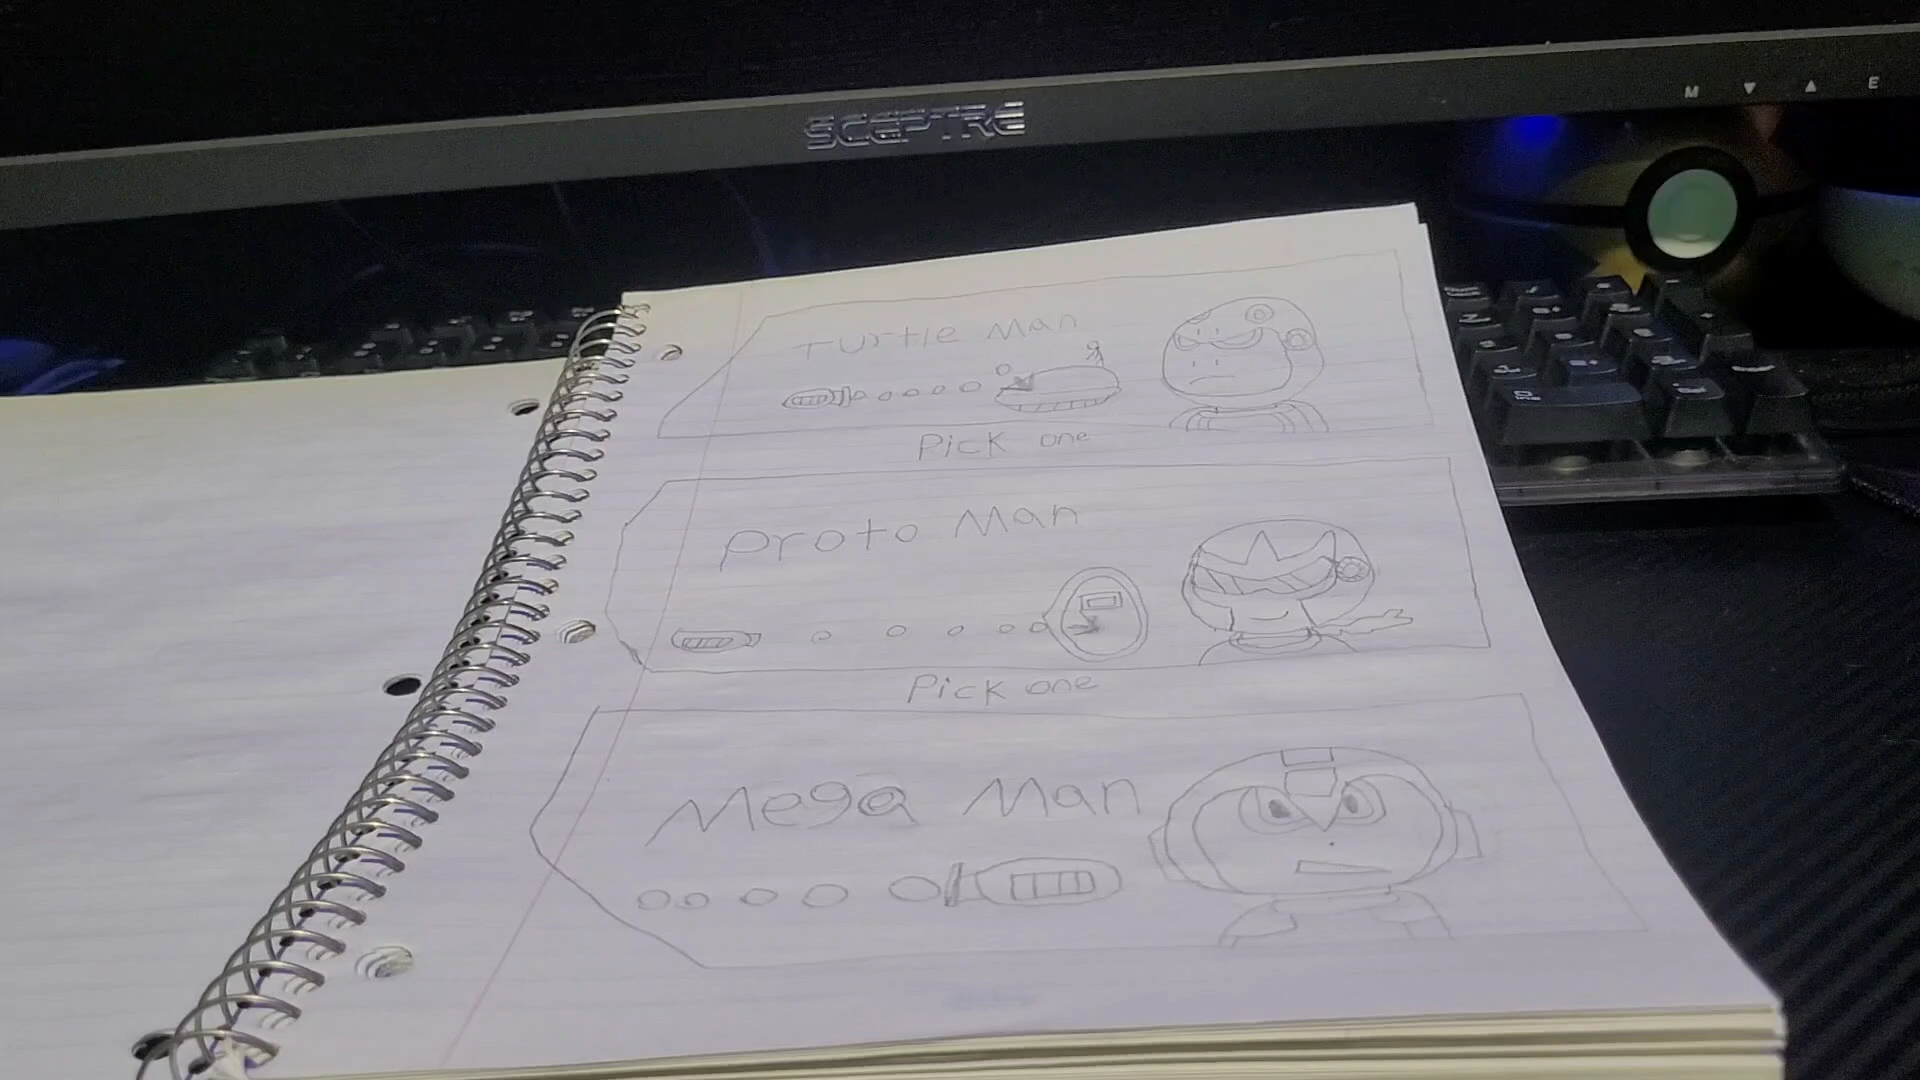 SCEPTRE
M ▼ ▲ E
Turtle Man
Pick one
Proto Man
Pick one
Mega Man